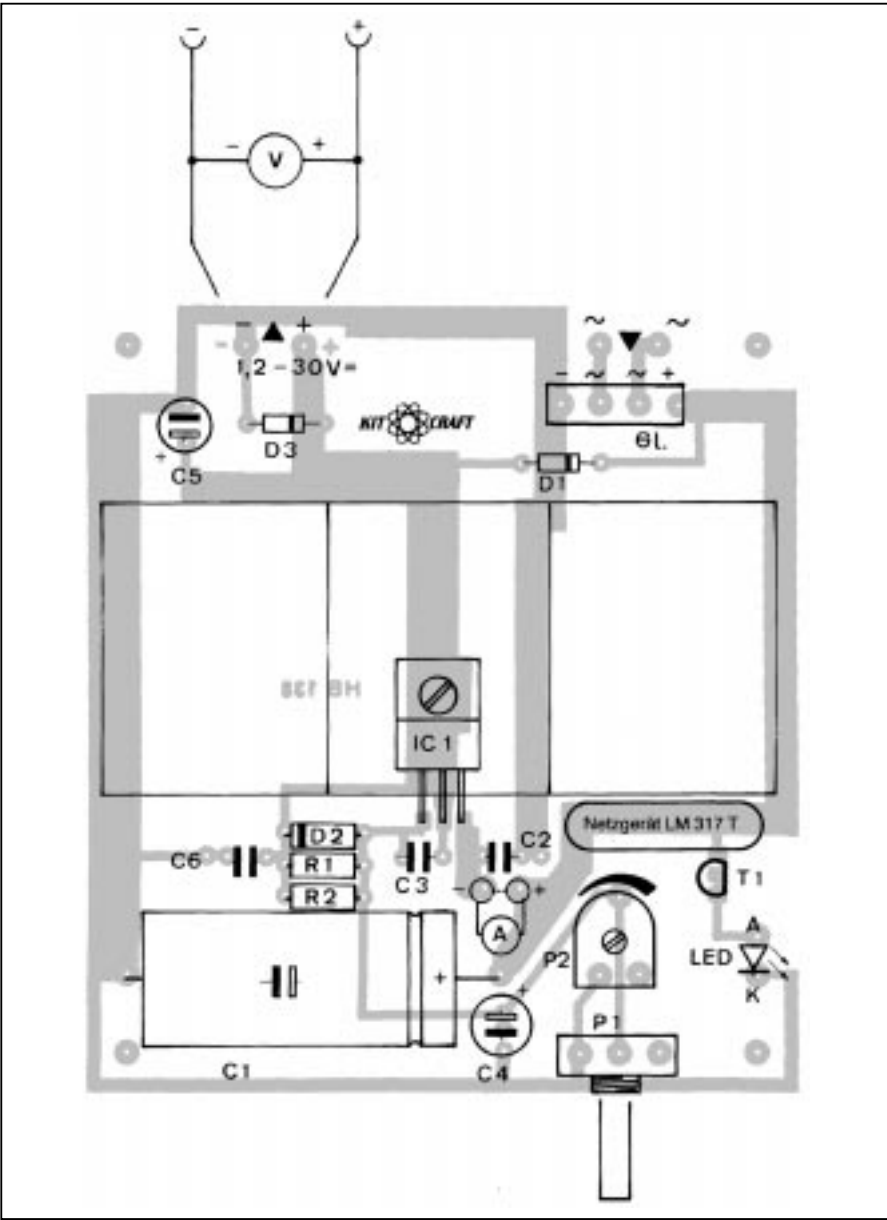 - +
- V +
~ ~
- +
- +
1,2 – 30V=
- ~ ~ +
KIT CRAFT
GL.
D3
C5
+
D1
HB 138
IC 1
Netzgerät LM 317 T
D2
C2
C6
R1
C3
T1
R2
- +
A
A
P2
LED
+
+
K
P1
C1
C4